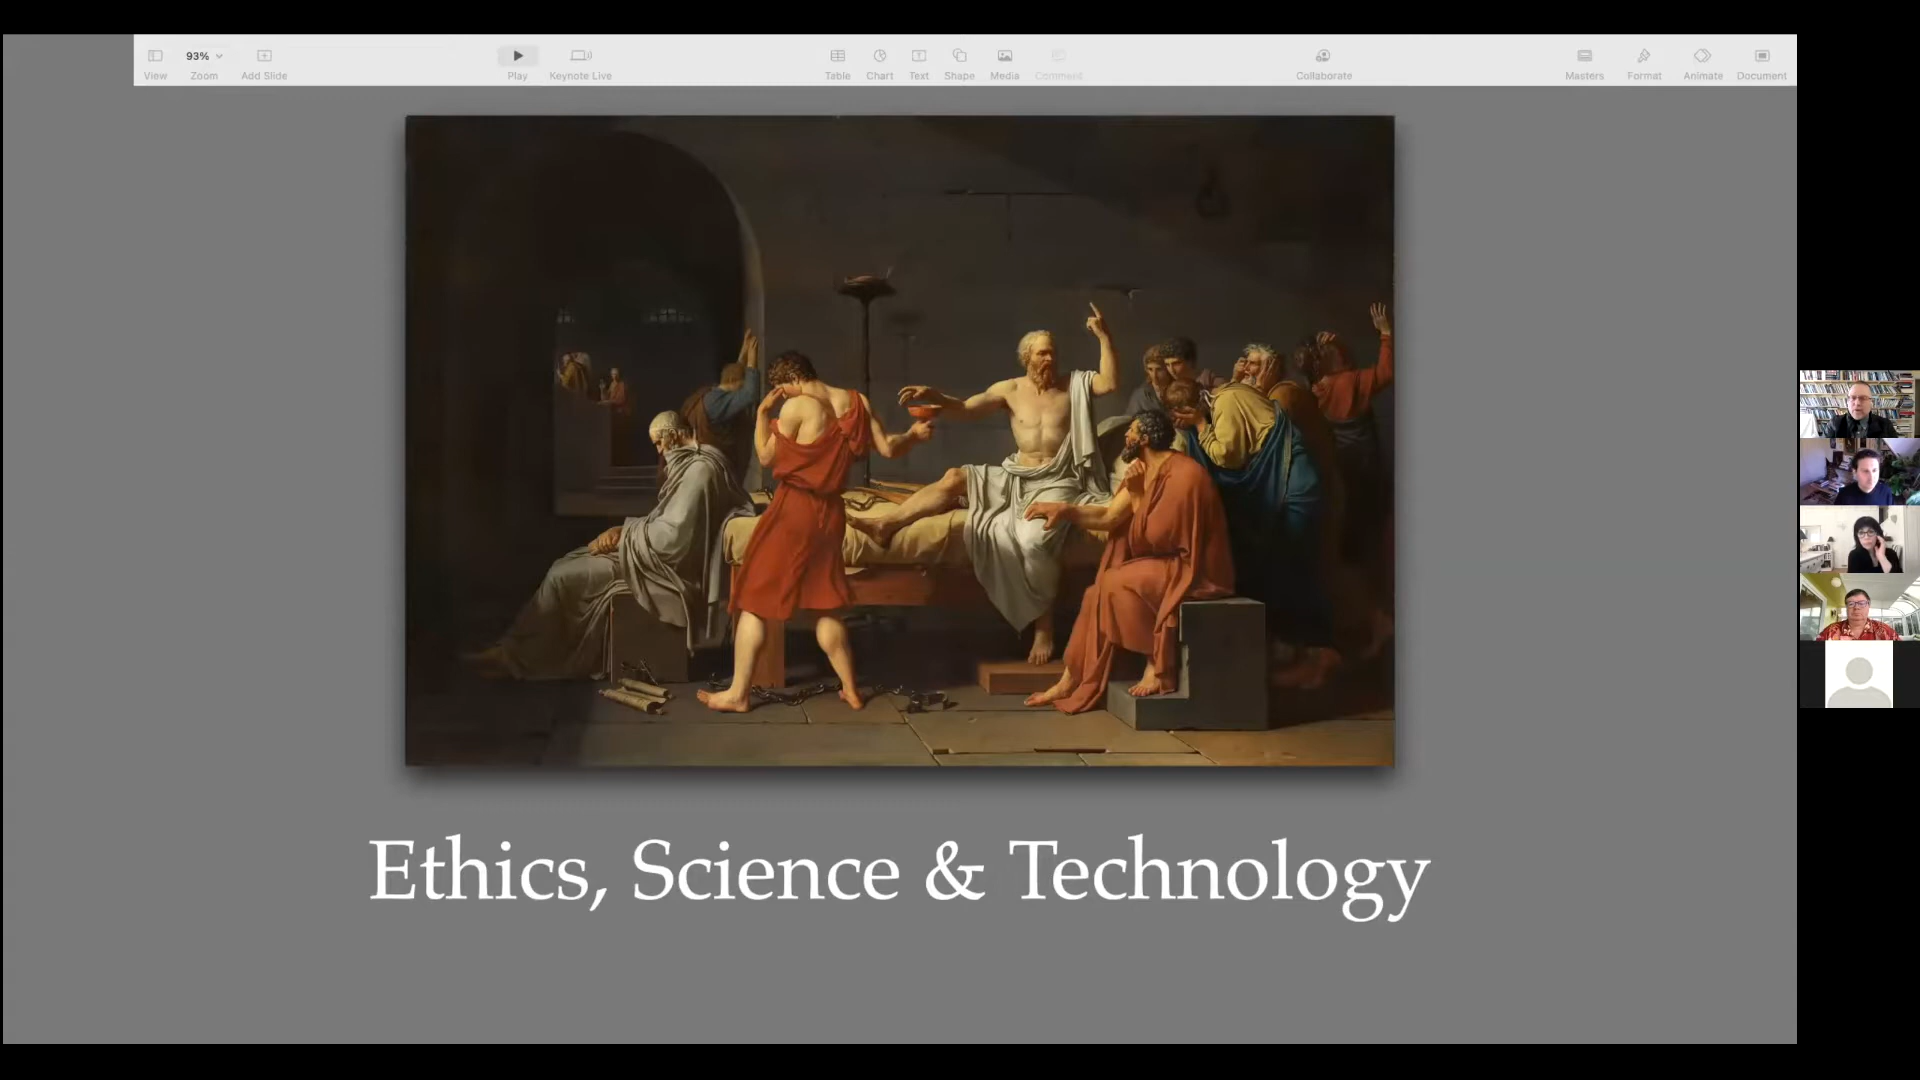 93%
View
Zoom
Add Slide
Play
Keynote Live
Table
Chart
Text
Shape
Media
Comment
Collaborate
Masters
Format
Animate
Document
Ethics, Science & Technology